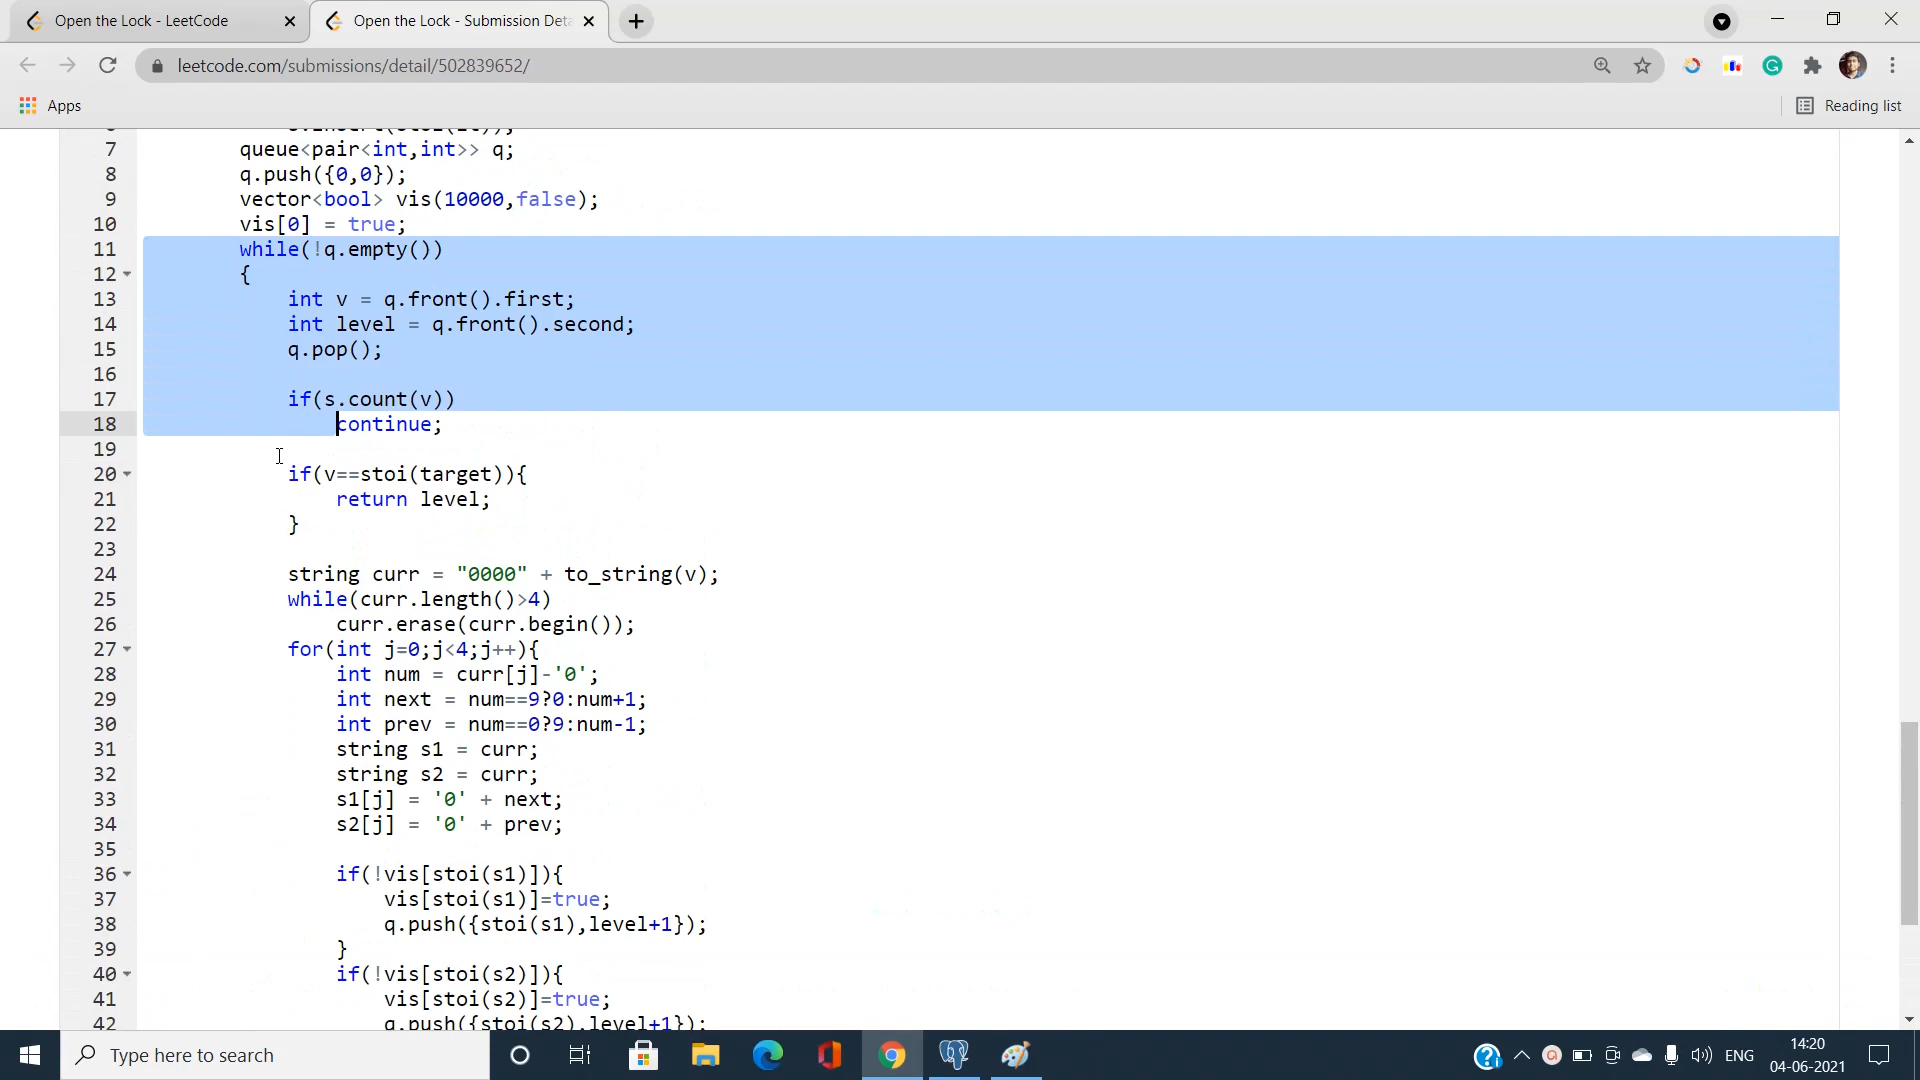 Open the Lock - LeetCode
Open the Lock - Submission Deta
leetcode.com/submissions/detail/502839652/
Apps
Reading list
7 queue<pair<int,int>> q;
8 q.push({0,0});
9 vector<bool> vis(10000,false);
10 vis[0] = true;
11 while(!q.empty())
12 {
13 int v = q.front().first;
14 int level = q.front().second;
15 q.pop();
16
17 if(s.count(v))
18 continue;
19
20 if(v==stoi(target)){
21 return level;
22 }
23
24 string curr = "0000" + to_string(v);
25 while(curr.length()>4)
26 curr.erase(curr.begin());
27 for(int j=0;j<4;j++){
28 int num = curr[j]-'0';
29 int next = num==9?0:num+1;
30 int prev = num==0?9:num-1;
31 string s1 = curr;
32 string s2 = curr;
33 s1[j] = '0' + next;
34 s2[j] = '0' + prev;
35
36 if(!vis[stoi(s1)]){
37 vis[stoi(s1)]=true;
38 q.push({stoi(s1),level+1});
39 }
40 if(!vis[stoi(s2)]){
41 vis[stoi(s2)]=true;
42 q.push({stoi(s2),level+1});
Type here to search
ENG
14:20
04-06-2021